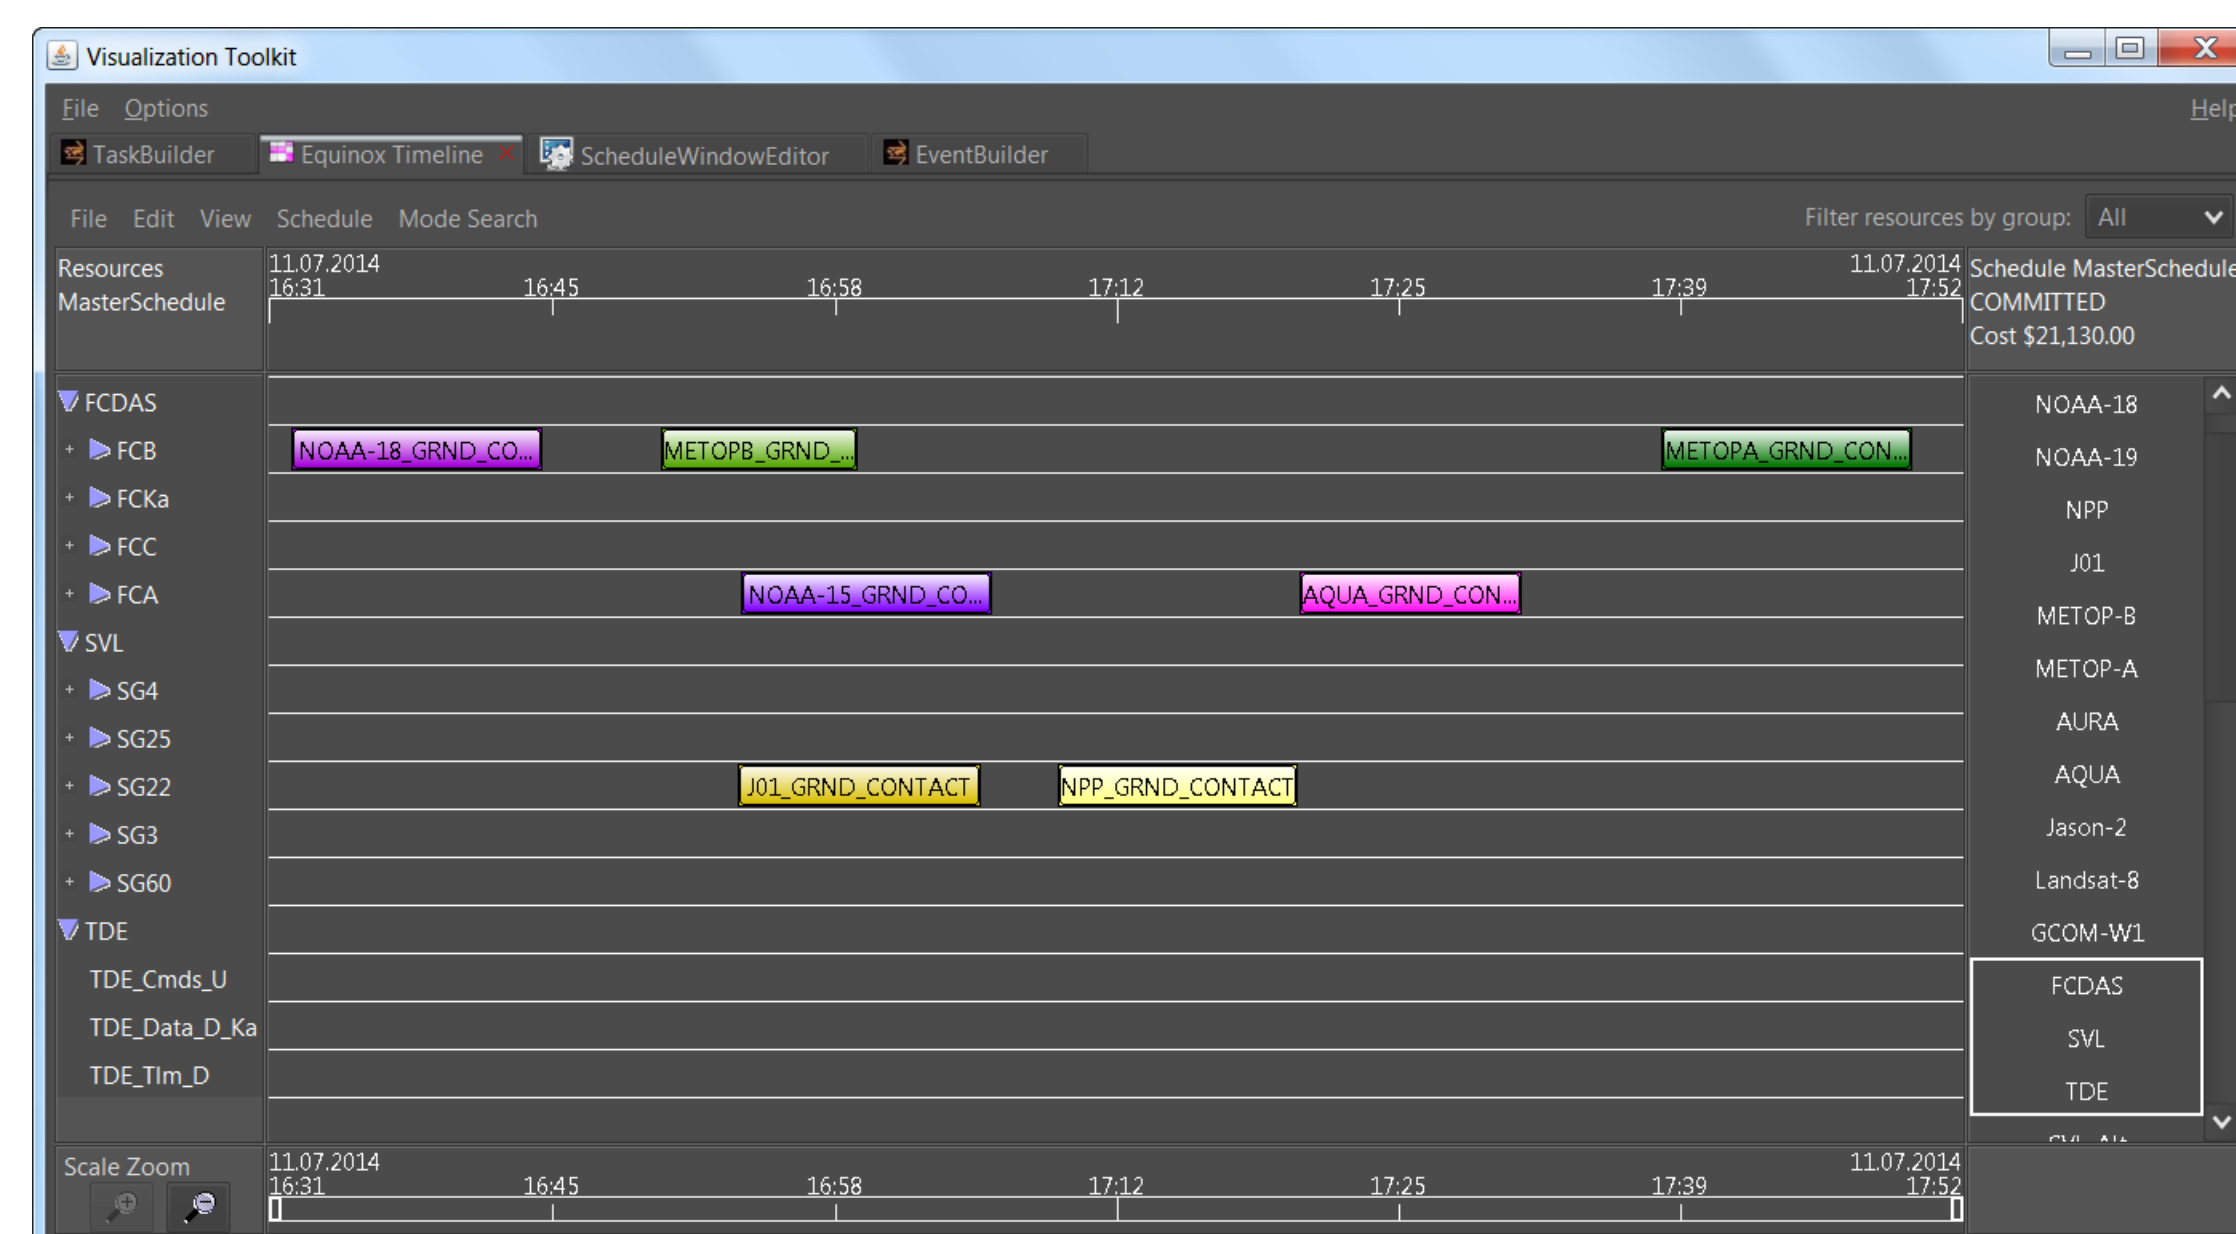 Visualization Toolkit
File Options Help
TaskBuilder Equinox Timeline ScheduleWindowEditor EventBuilder
File Edit View Schedule Mode Search Filter resources by group: All
Resources 11.07.2014 11.07.2014 Schedule MasterSchedule
MasterSchedule 16:31 16:45 16:58 17:12 17:25 17:39 17:52 COMMITTED
Cost $21,130.00
FCDAS NOAA-18
FCB NOAA-18_GRND_CO... METOPB_GRND_... METOPA_GRND_CON... NOAA-19
FCKa NPP
FCC J01
FCA NOAA-15_GRND_CO... AQUA_GRND_CON... METOP-B
SVL METOP-A
SG4 AURA
SG25 AQUA
SG22 J01_GRND_CONTACT NPP_GRND_CONTACT Jason-2
SG3 Landsat-8
SG60 GCOM-W1
TDE FCDAS
TDE_Cmds_U SVL
TDE_Data_D_Ka TDE
TDE_Tlm_D
Scale Zoom 11.07.2014 11.07.2014
16:31 16:45 16:58 17:12 17:25 17:39 17:52